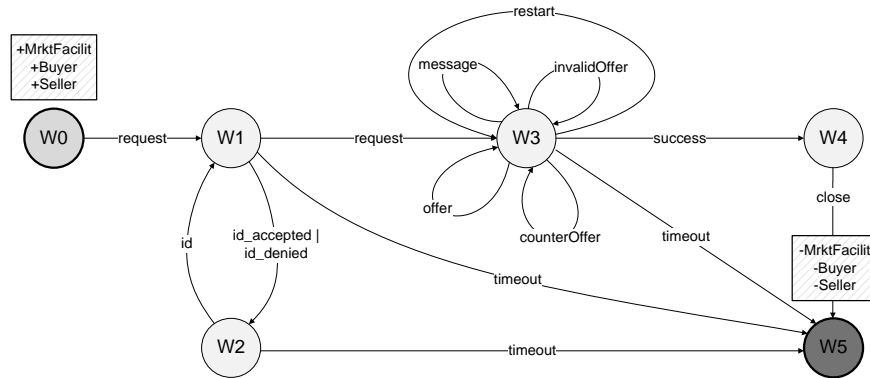 restart
+MrktFacilit
+Buyer
+Seller
message
invalidOffer
W0
request
W1
request
W3
success
W4
offer
counterOffer
close
id
id_accepted |
id_denied
timeout
timeout
-MrktFacilit
-Buyer
-Seller
W2
timeout
W5